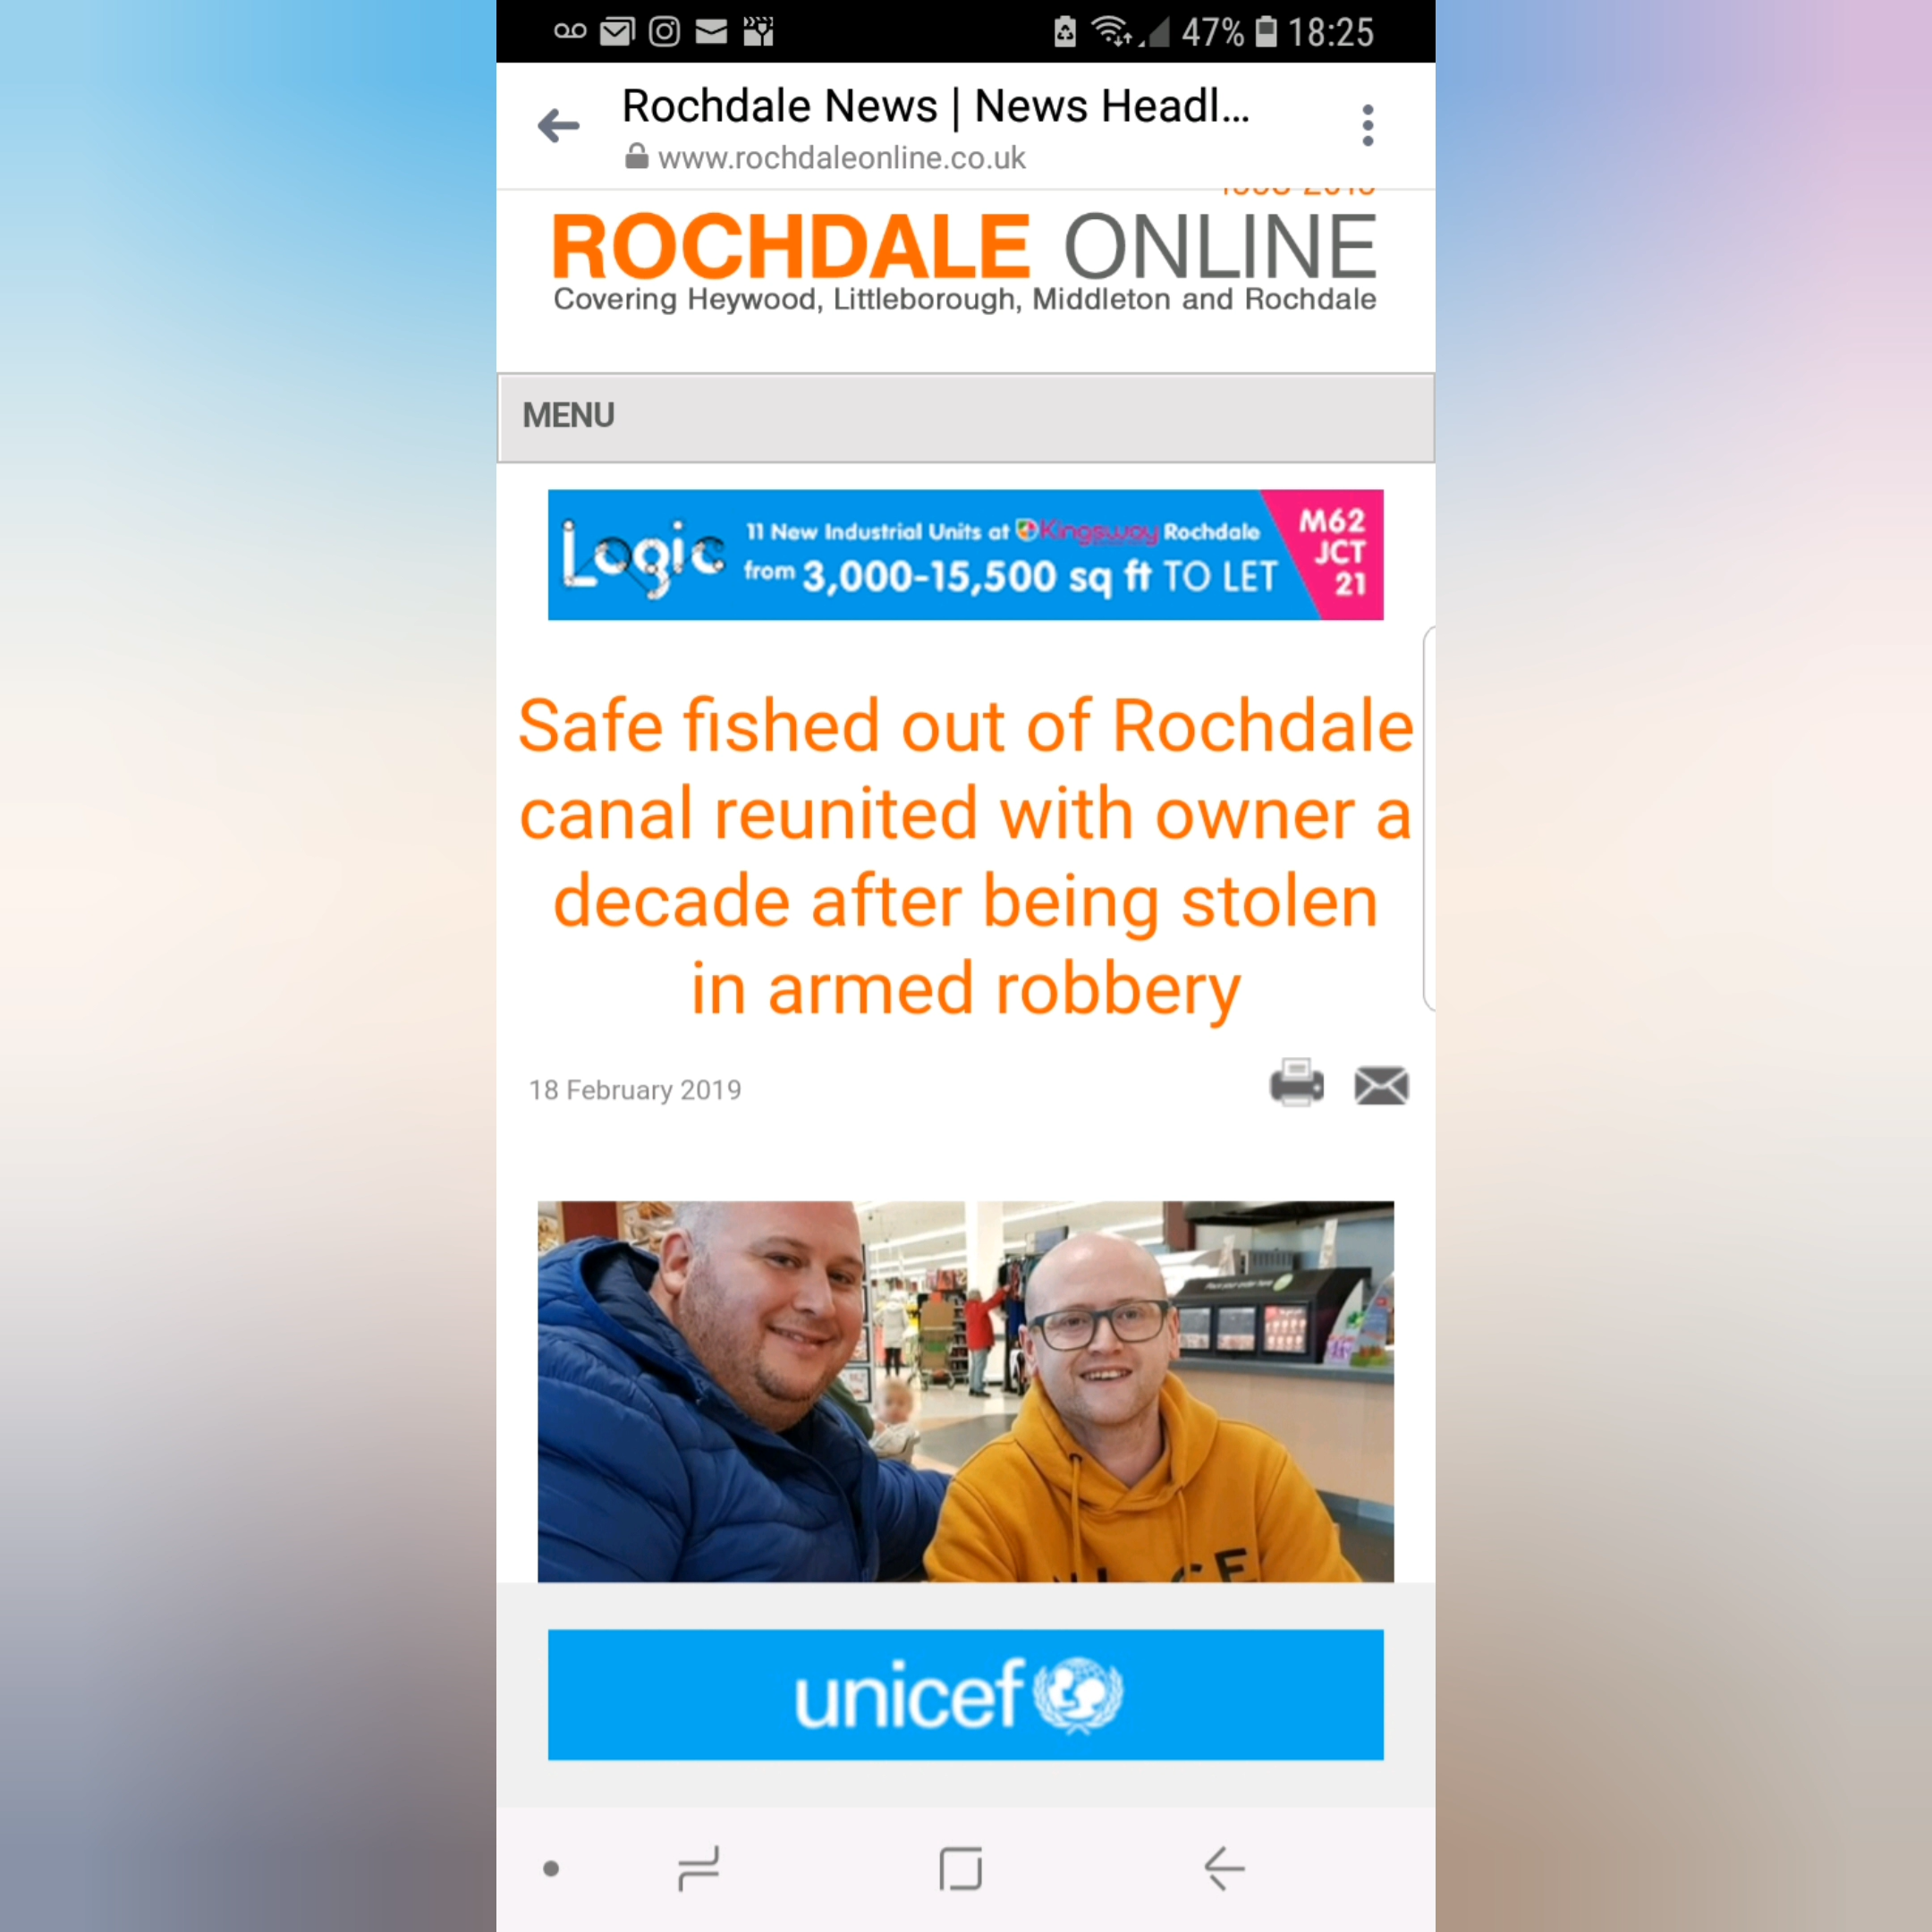 47% 18:25
Rochdale News | News Headl...
www.rochdaleonline.co.uk
ROCHDALE ONLINE
Covering Heywood, Littleborough, Middleton and Rochdale
MENU
Logic
11 New Industrial Units at Kingsway Rochdale
from 3,000-15,500 sq ft TO LET
M62
JCT
21
Safe fished out of Rochdale
canal reunited with owner a
decade after being stolen
in armed robbery
18 February 2019
unicef